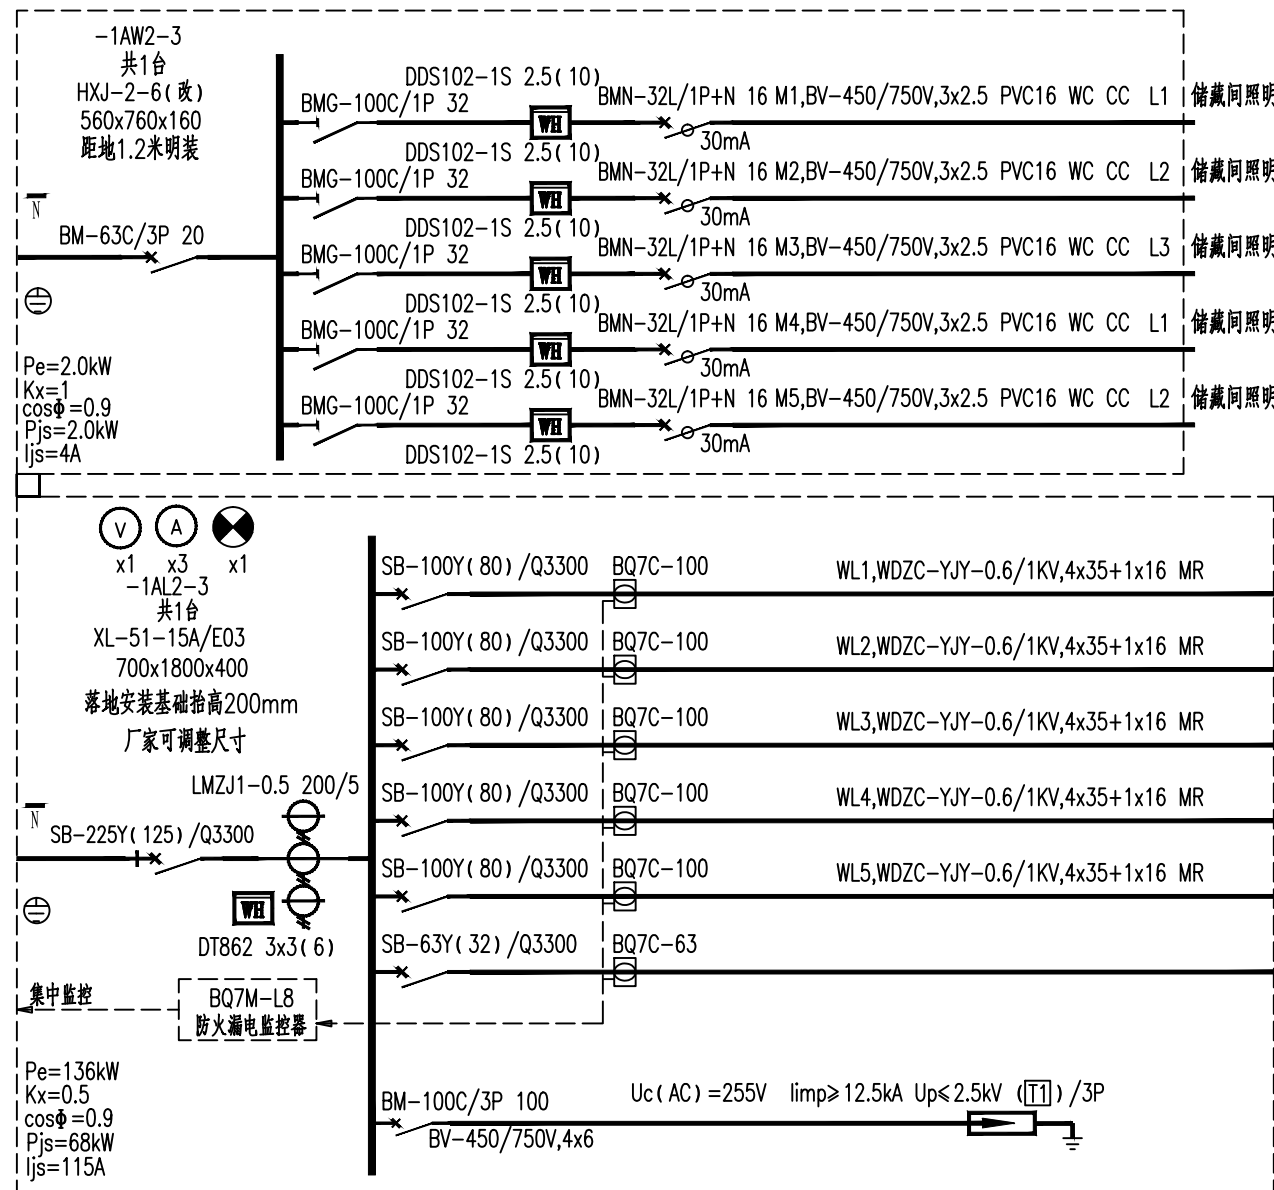 -1AW2-3
共1台
HXJ-2-6(改)
560x760x160
距地1.2米明装
N
BM-63C/3P 20
Pe=2.0kW
Kx=1
cosΦ=0.9
Pjs=2.0kW
Ijs=4A
DDS102-1S 2.5(10)
BMG-100C/1P 32 WH BMN-32L/1P+N 16 M1,BV-450/750V,3x2.5 PVC16 WC CC L1 储藏间照明
30mA
DDS102-1S 2.5(10)
BMG-100C/1P 32 WH BMN-32L/1P+N 16 M2,BV-450/750V,3x2.5 PVC16 WC CC L2 储藏间照明
30mA
DDS102-1S 2.5(10)
BMG-100C/1P 32 WH BMN-32L/1P+N 16 M3,BV-450/750V,3x2.5 PVC16 WC CC L3 储藏间照明
30mA
DDS102-1S 2.5(10)
BMG-100C/1P 32 WH BMN-32L/1P+N 16 M4,BV-450/750V,3x2.5 PVC16 WC CC L1 储藏间照明
30mA
DDS102-1S 2.5(10)
BMG-100C/1P 32 WH BMN-32L/1P+N 16 M5,BV-450/750V,3x2.5 PVC16 WC CC L2 储藏间照明
30mA
DDS102-1S 2.5(10)
V A
x1 x3 x1
-1AL2-3
共1台
XL-51-15A/E03
700x1800x400
落地安装基础抬高200mm
厂家可调整尺寸
LMZJ1-0.5 200/5
N
SB-225Y(125)/Q3300
WH
DT862 3x3(6)
集中监控
BQ7M-L8
防火漏电监控器
Pe=136kW
Kx=0.5
cosΦ=0.9
Pjs=68kW
Ijs=115A
SB-100Y(80)/Q3300 BQ7C-100 WL1,WDZC-YJY-0.6/1KV,4x35+1x16 MR
SB-100Y(80)/Q3300 BQ7C-100 WL2,WDZC-YJY-0.6/1KV,4x35+1x16 MR
SB-100Y(80)/Q3300 BQ7C-100 WL3,WDZC-YJY-0.6/1KV,4x35+1x16 MR
SB-100Y(80)/Q3300 BQ7C-100 WL4,WDZC-YJY-0.6/1KV,4x35+1x16 MR
SB-100Y(80)/Q3300 BQ7C-100 WL5,WDZC-YJY-0.6/1KV,4x35+1x16 MR
SB-63Y(32)/Q3300 BQ7C-63
BM-100C/3P 100 Uc(AC)=255V Iimp≥12.5kA Up≤2.5kV (T1)/3P
BV-450/750V,4x6